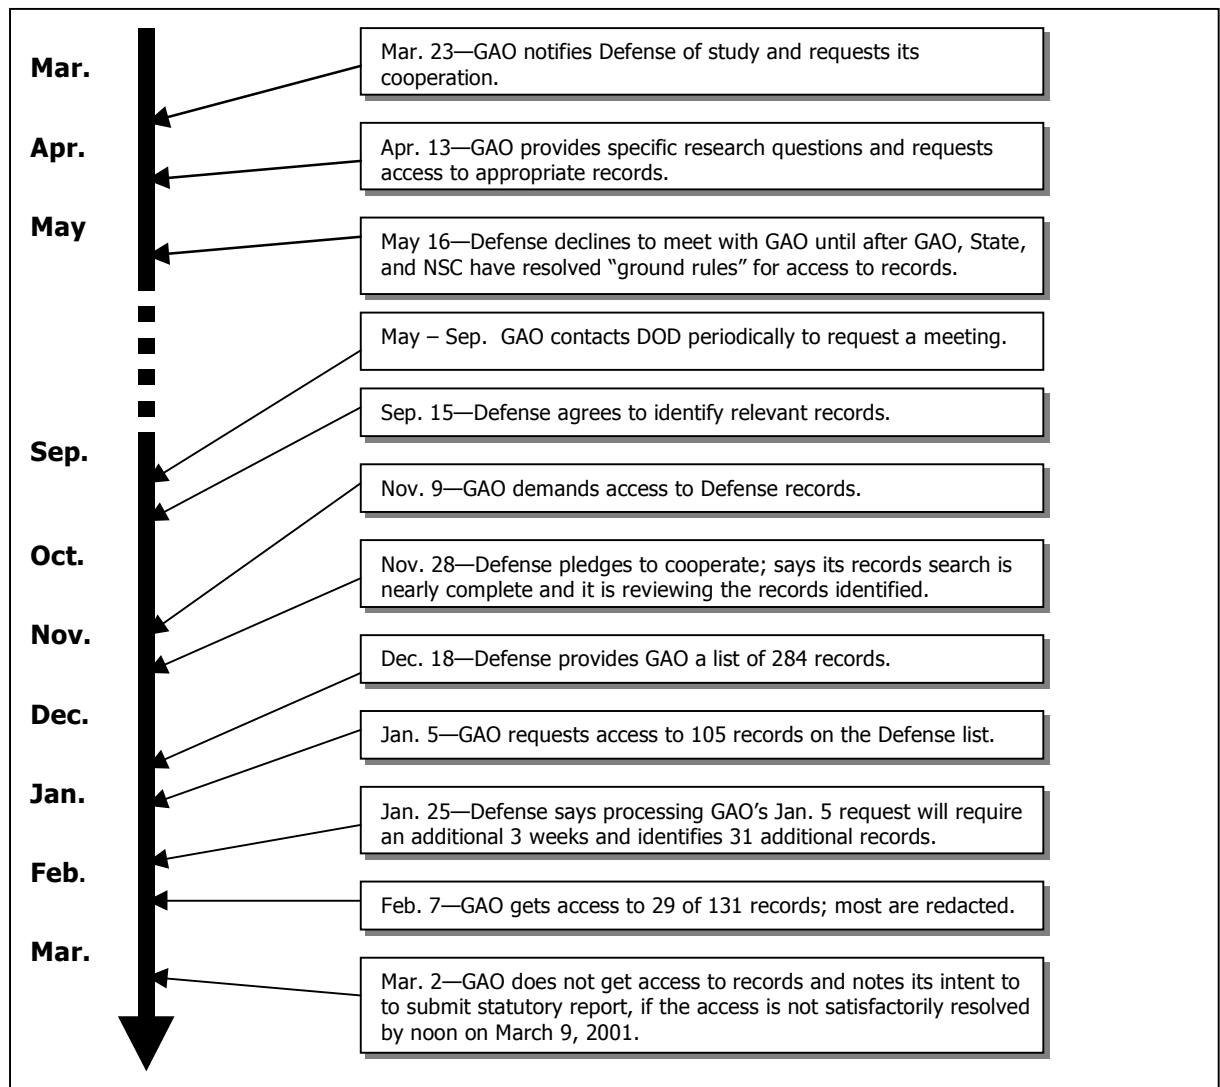 Mar.
Mar. 23—GAO notifies Defense of study and requests its
cooperation.
Apr.
Apr. 13—GAO provides specific research questions and requests
access to appropriate records.
May
May 16—Defense declines to meet with GAO until after GAO, State,
and NSC have resolved “ground rules” for access to records.
May – Sep.  GAO contacts DOD periodically to request a meeting.
Sep. 15—Defense agrees to identify relevant records.
Sep.
Nov. 9—GAO demands access to Defense records.
Oct.
Nov. 28—Defense pledges to cooperate; says its records search is
nearly complete and it is reviewing the records identified.
Nov.
Dec. 18—Defense provides GAO a list of 284 records.
Dec.
Jan. 5—GAO requests access to 105 records on the Defense list.
Jan.
Jan. 25—Defense says processing GAO’s Jan. 5 request will require
an additional 3 weeks and identifies 31 additional records.
Feb.
Feb. 7—GAO gets access to 29 of 131 records; most are redacted.
Mar.
Mar. 2—GAO does not get access to records and notes its intent to
to submit statutory report, if the access is not satisfactorily resolved
by noon on March 9, 2001.